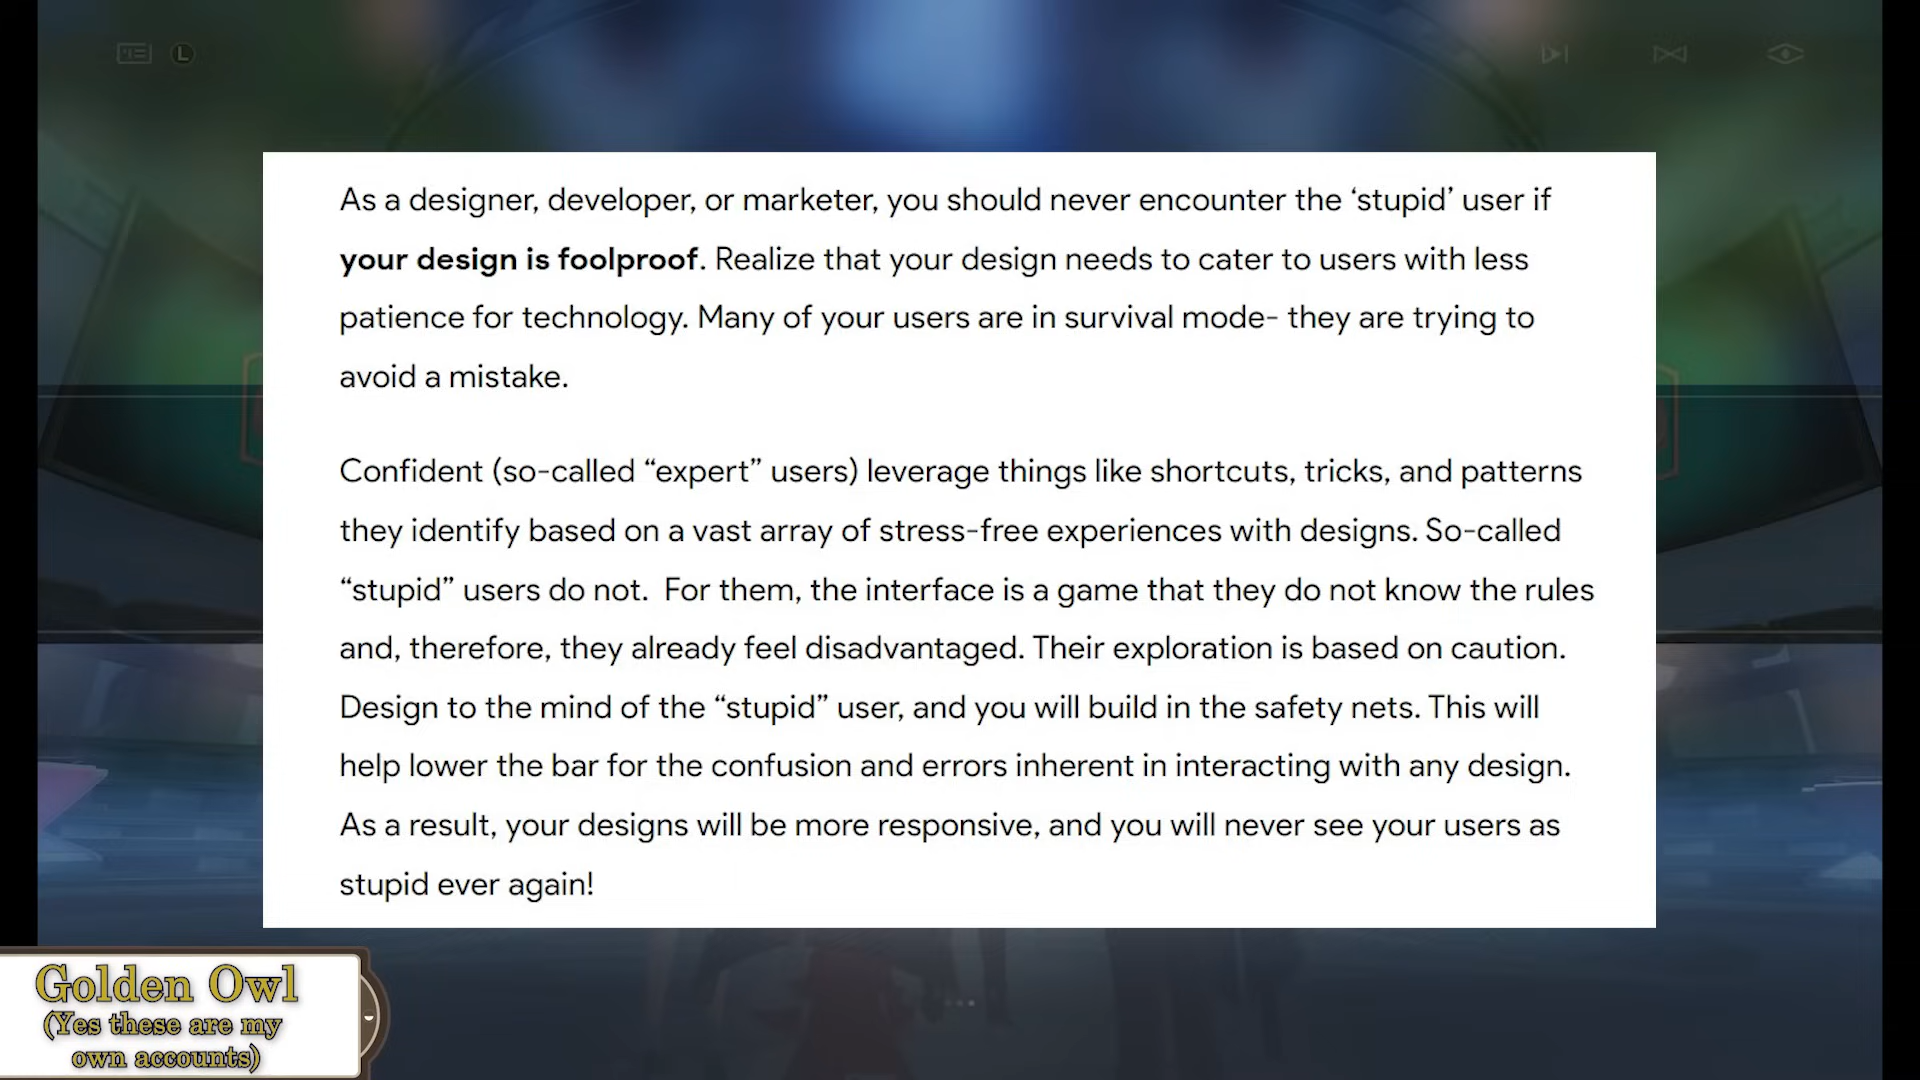 L
As a designer, developer, or marketer, you should never encounter the ‘stupid’ user if
your design is foolproof. Realize that your design needs to cater to users with less
patience for technology. Many of your users are in survival mode- they are trying to
avoid a mistake.
Confident (so-called “expert” users) leverage things like shortcuts, tricks, and patterns
they identify based on a vast array of stress-free experiences with designs. So-called
“stupid” users do not.  For them, the interface is a game that they do not know the rules
and, therefore, they already feel disadvantaged. Their exploration is based on caution.
Design to the mind of the “stupid” user, and you will build in the safety nets. This will
help lower the bar for the confusion and errors inherent in interacting with any design.
As a result, your designs will be more responsive, and you will never see your users as
stupid ever again!
Golden Owl
(Yes these are my
own accounts)